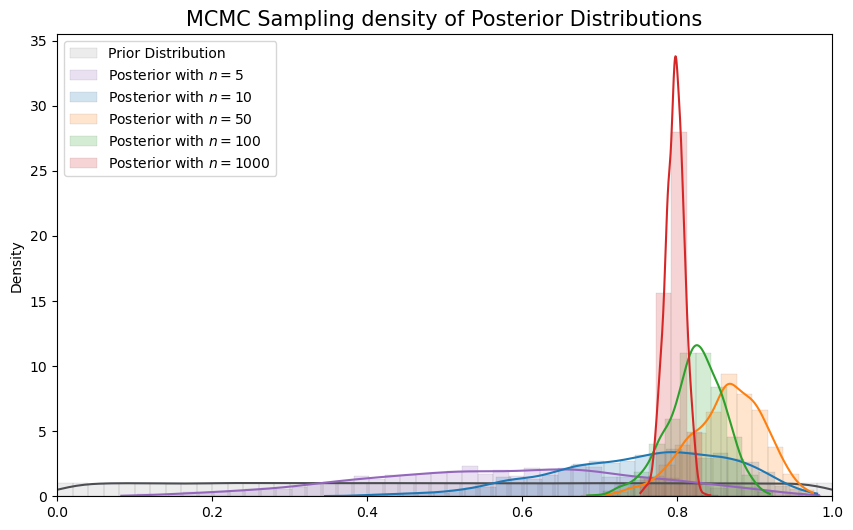 MCMC Sampling density of Posterior Distributions
35
30
25
20
15
10
5
0
Density
Prior Distribution
Posterior with n = 5
Posterior with n = 10
Posterior with n = 50
Posterior with n = 100
Posterior with n = 1000
0.0 0.2 0.4 0.6 0.8 1.0